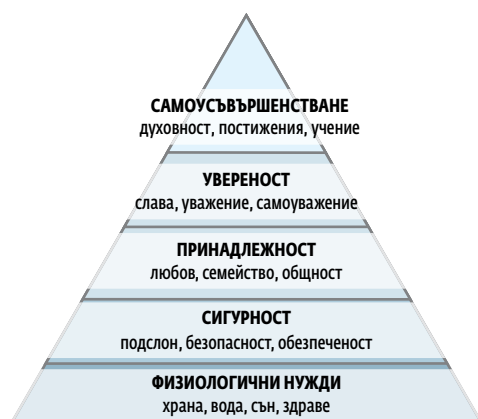 САМОУСЪВЪРШЕНСТВАНЕ
духовност, постижения, учение
УВЕРЕНОСТ
слава, уважение, самоуважение
ПРИНАДЛЕЖНОСТ
любов, семейство, общност
СИГУРНОСТ
подслон, безопасност, обезпеченост
ФИЗИОЛОГИЧНИ НУЖДИ
храна, вода, сън, здраве